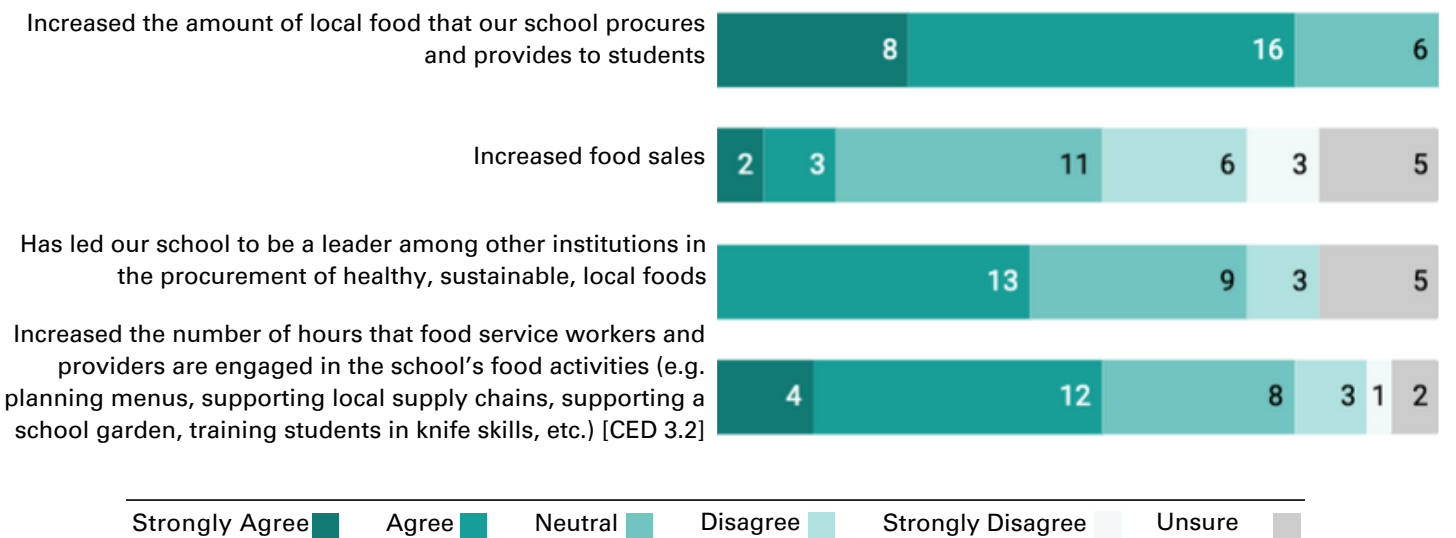 Increased the amount of local food that our school procures
and provides to students
8 16 6
Increased food sales
2 3 11 6 3 5
Has led our school to be a leader among other institutions in
the procurement of healthy, sustainable, local foods
13 9 3 5
Increased the number of hours that food service workers and
providers are engaged in the school’s food activities (e.g.
planning menus, supporting local supply chains, supporting a
school garden, training students in knife skills, etc.) [CED 3.2]
4 12 8 3 1 2
Strongly Agree Agree Neutral Disagree Strongly Disagree Unsure